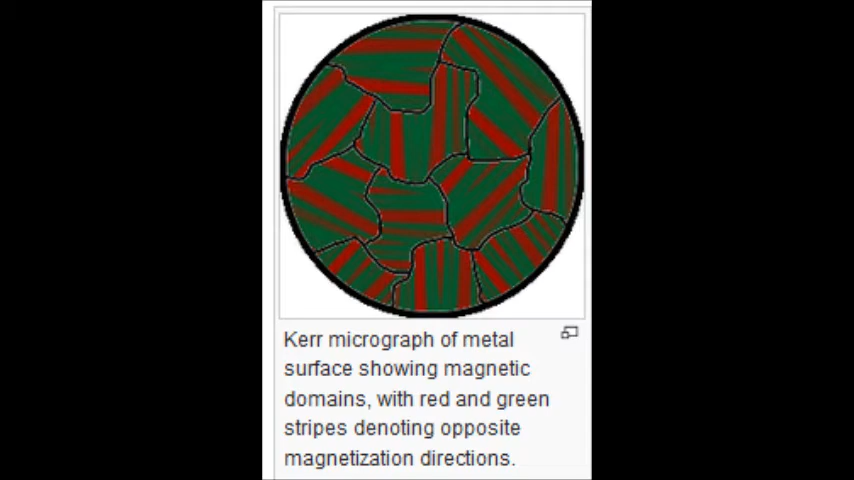 Kerr micrograph of metal
surface showing magnetic
domains, with red and green
stripes denoting opposite
magnetization directions.